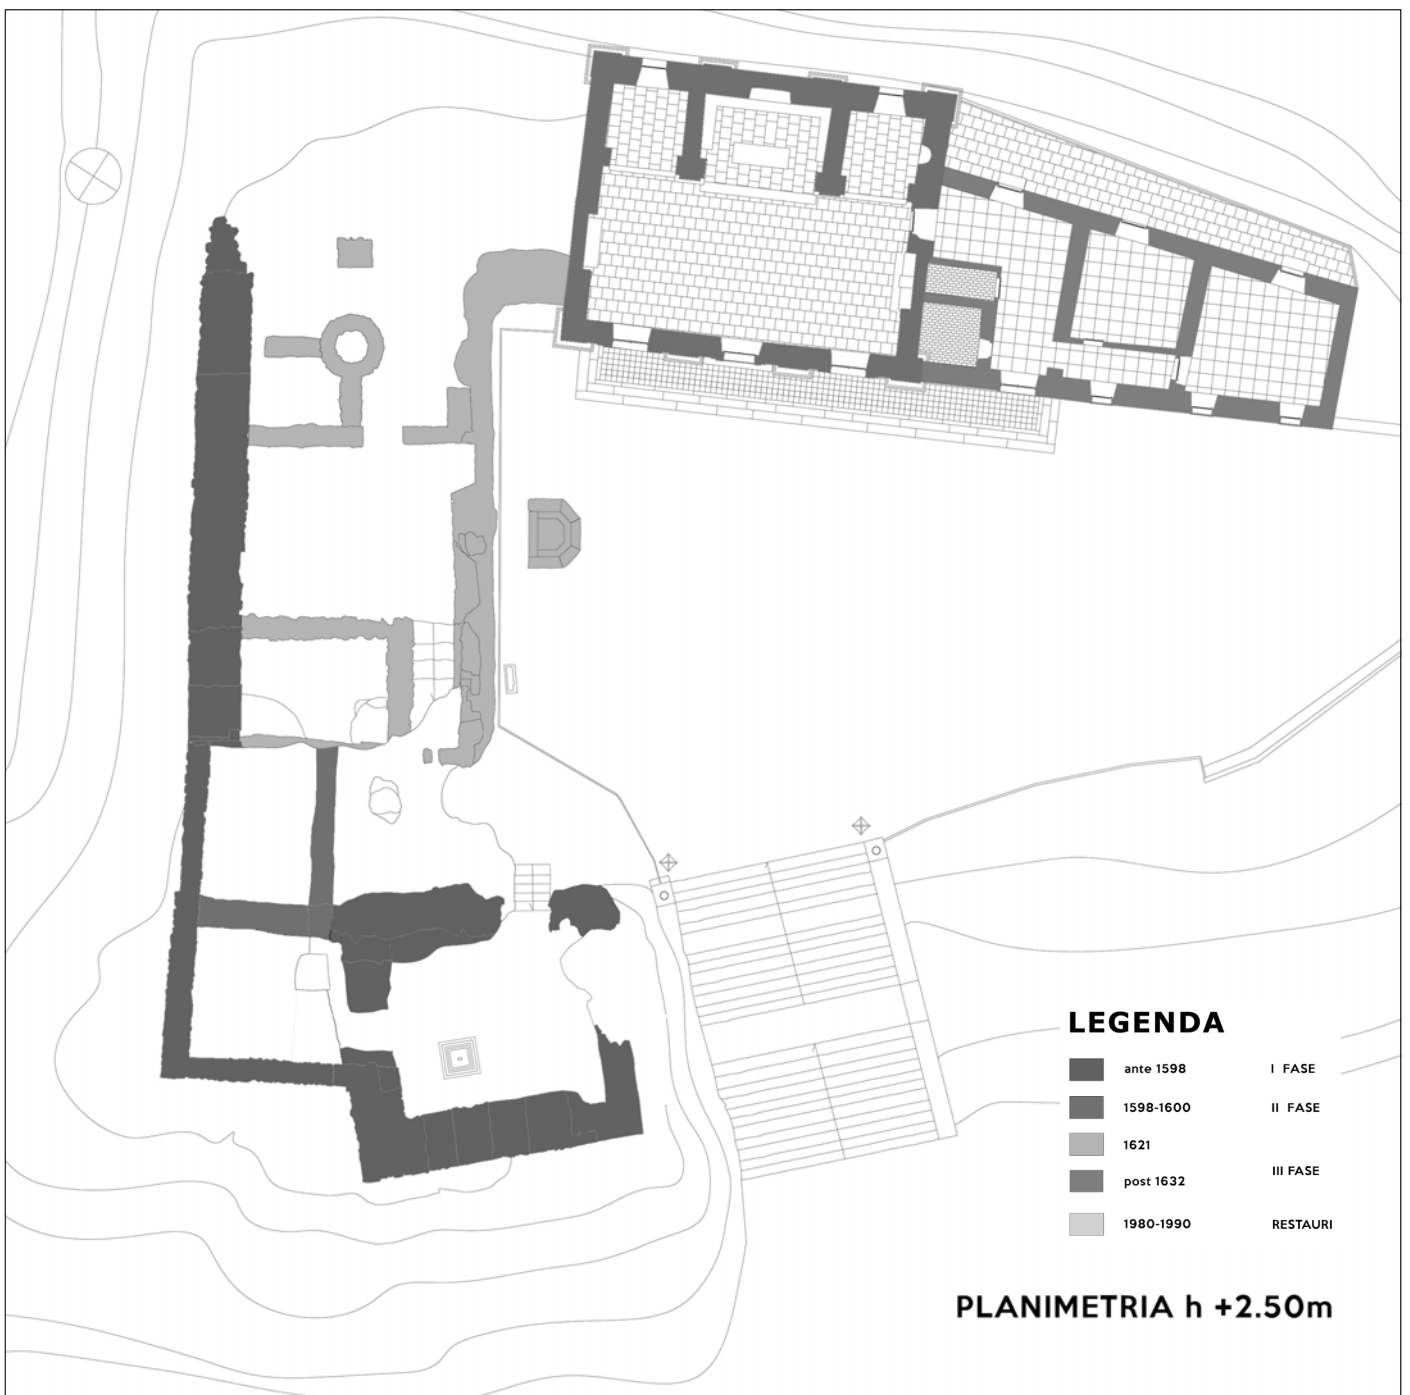 LEGENDA
ante 1598 I FASE
1598-1600 II FASE
1621
III FASE
post 1632
1980-1990 RESTAURI
PLANIMETRIA h +2.50m